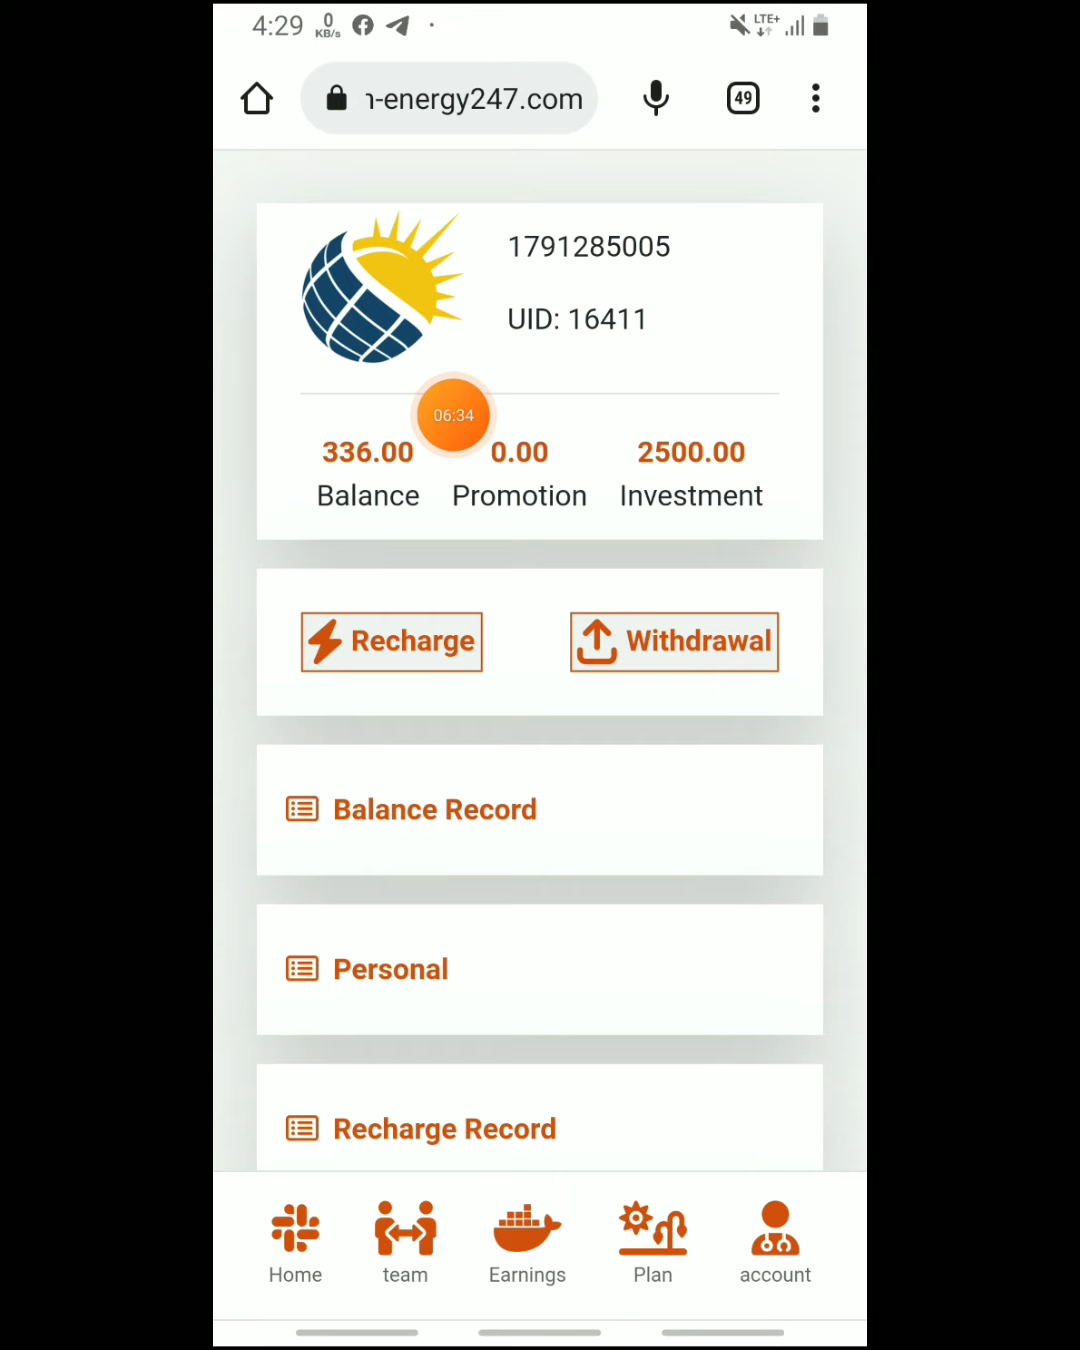 4:29 0 KB/s LTE+
-energy247.com 49
1791285005
UID: 16411
06:34
336.00 0.00 2500.00
Balance Promotion Investment
Recharge Withdrawal
Balance Record
Personal
Recharge Record
Home team Earnings Plan account